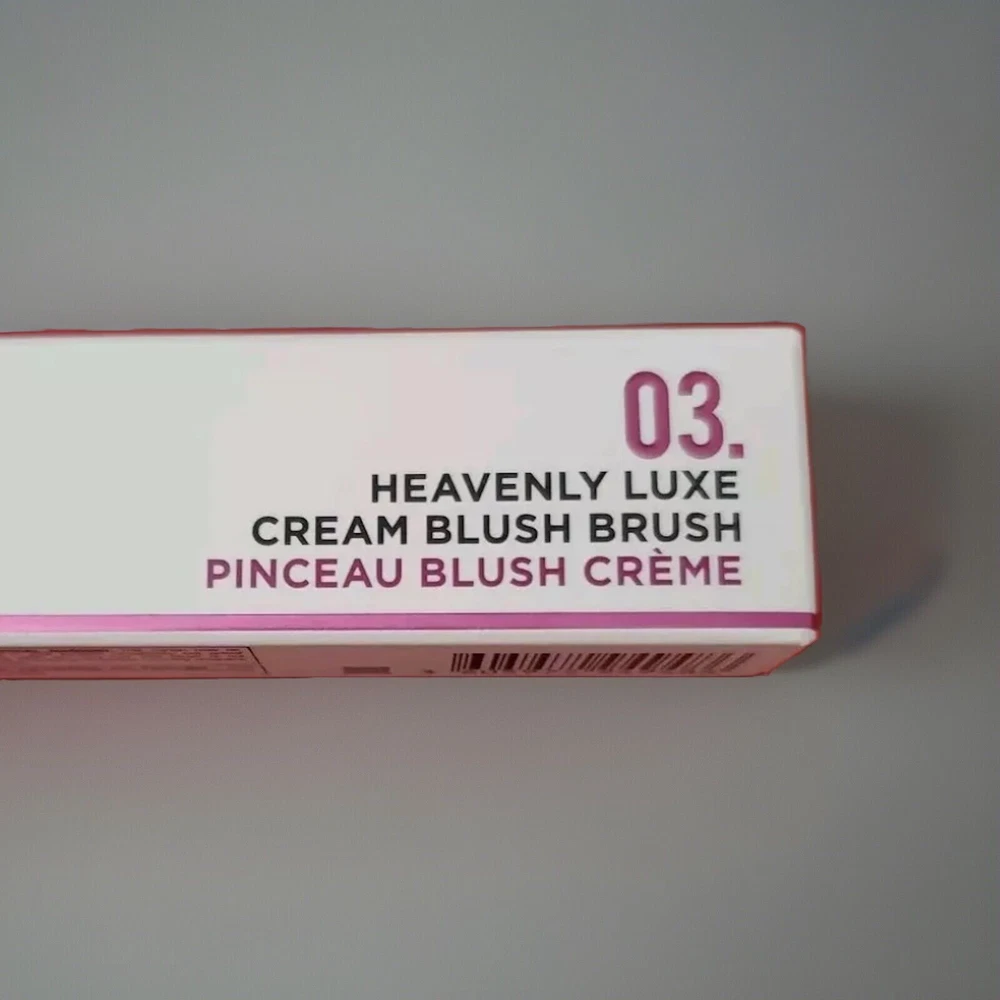 03.
HEAVENLY LUXE
CREAM BLUSH BRUSH
PINCEAU BLUSH CRÈME